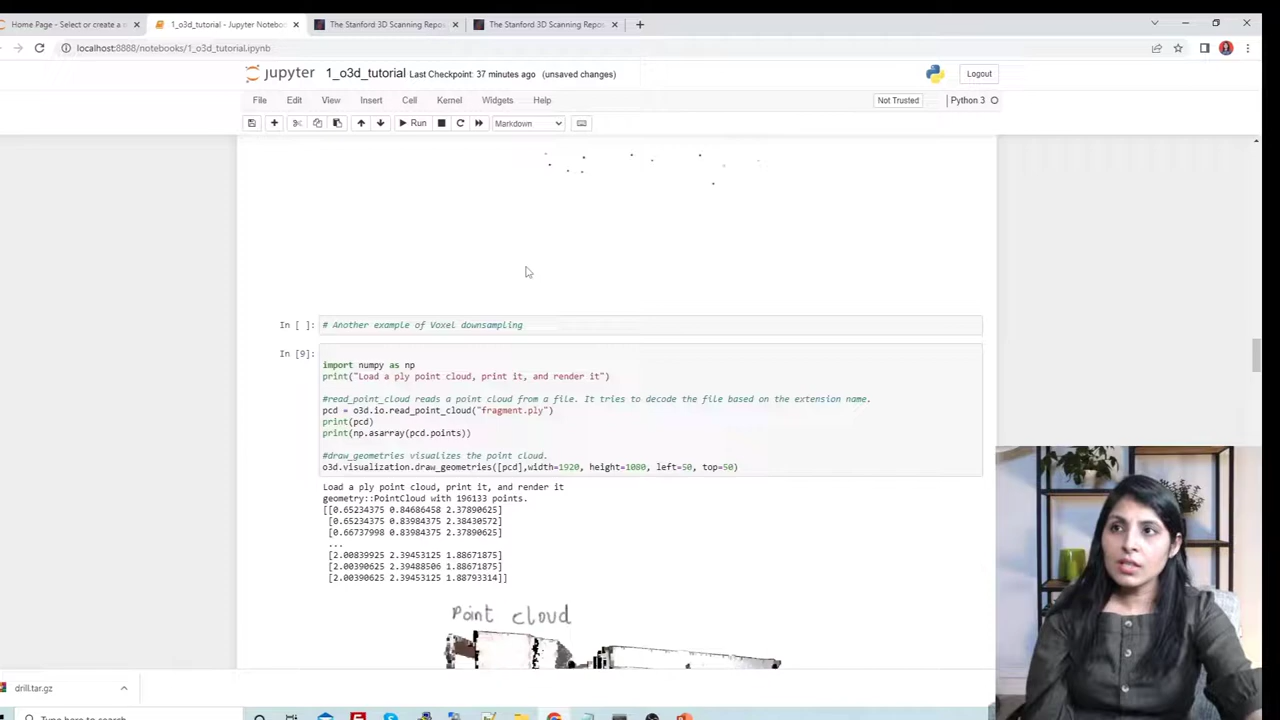 Home Page - Select or create a n
1_o3d_tutorial - Jupyter Noteboo
The Stanford 3D Scanning Repos
The Stanford 3D Scanning Repos
localhost:8888/notebooks/1_o3d_tutorial.ipynb
jupyter 1_o3d_tutorial Last Checkpoint: 37 minutes ago (unsaved changes)
Logout
File Edit View Insert Cell Kernel Widgets Help
Not Trusted
Python 3
Run
Markdown
In [ ]: # Another example of Voxel downsampling
In [9]:
import numpy as np
print("Load a ply point cloud, print it, and render it")
#read_point_cloud reads a point cloud from a file. It tries to decode the file based on the extension name.
pcd = o3d.io.read_point_cloud("fragment.ply")
print(pcd)
print(np.asarray(pcd.points))
#draw_geometries visualizes the point cloud.
o3d.visualization.draw_geometries([pcd],width=1920, height=1080, left=50, top=50)
Load a ply point cloud, print it, and render it
geometry::PointCloud with 196133 points.
[[0.65234375 0.84686458 2.37890625]
[0.65234375 0.83984375 2.38430572]
[0.66737998 0.83984375 2.37890625]
...
[2.00839925 2.39453125 1.88671875]
[2.00390625 2.39488506 1.88671875]
[2.00390625 2.39453125 1.88793314]]
Point cloud
drill.tar.gz
Type here to search